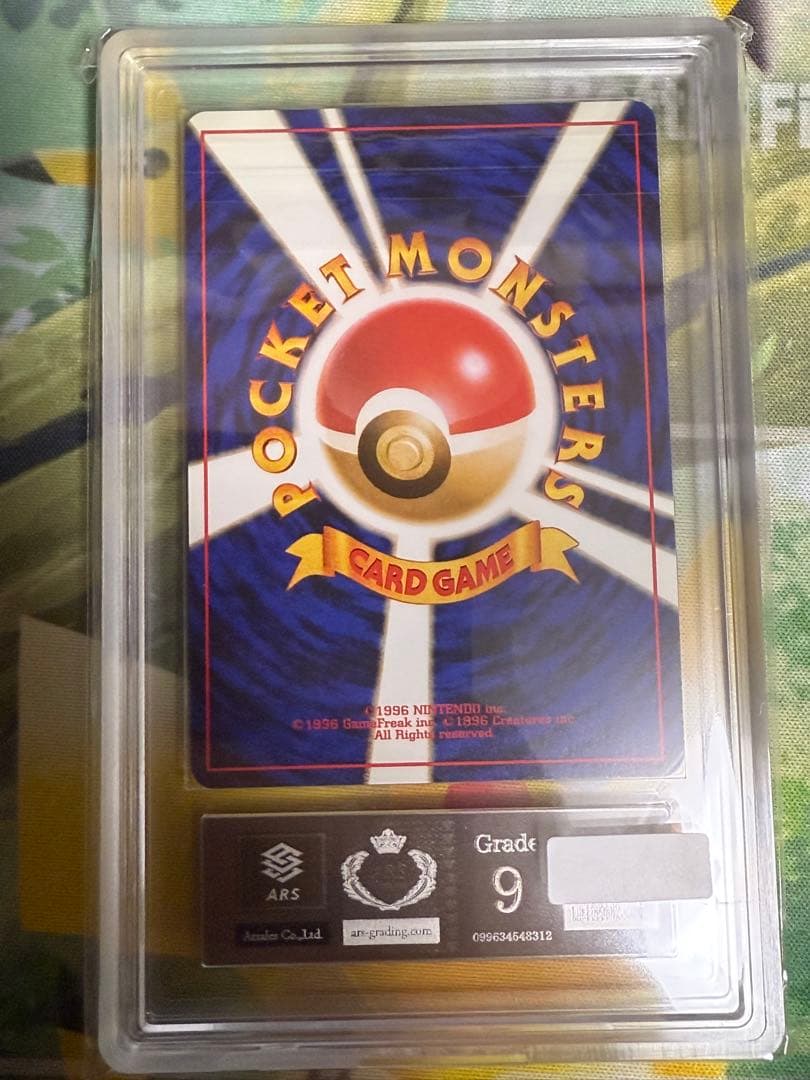 POCKET MONSTERS
CARD GAME
©1996 NINTENDO inc.
©1996 GameFreak inc. ©1996 Creatures inc.
All Rights reserved.
ARS
Co.,Ltd.
ars-grading.com
Grade
9
099634548312